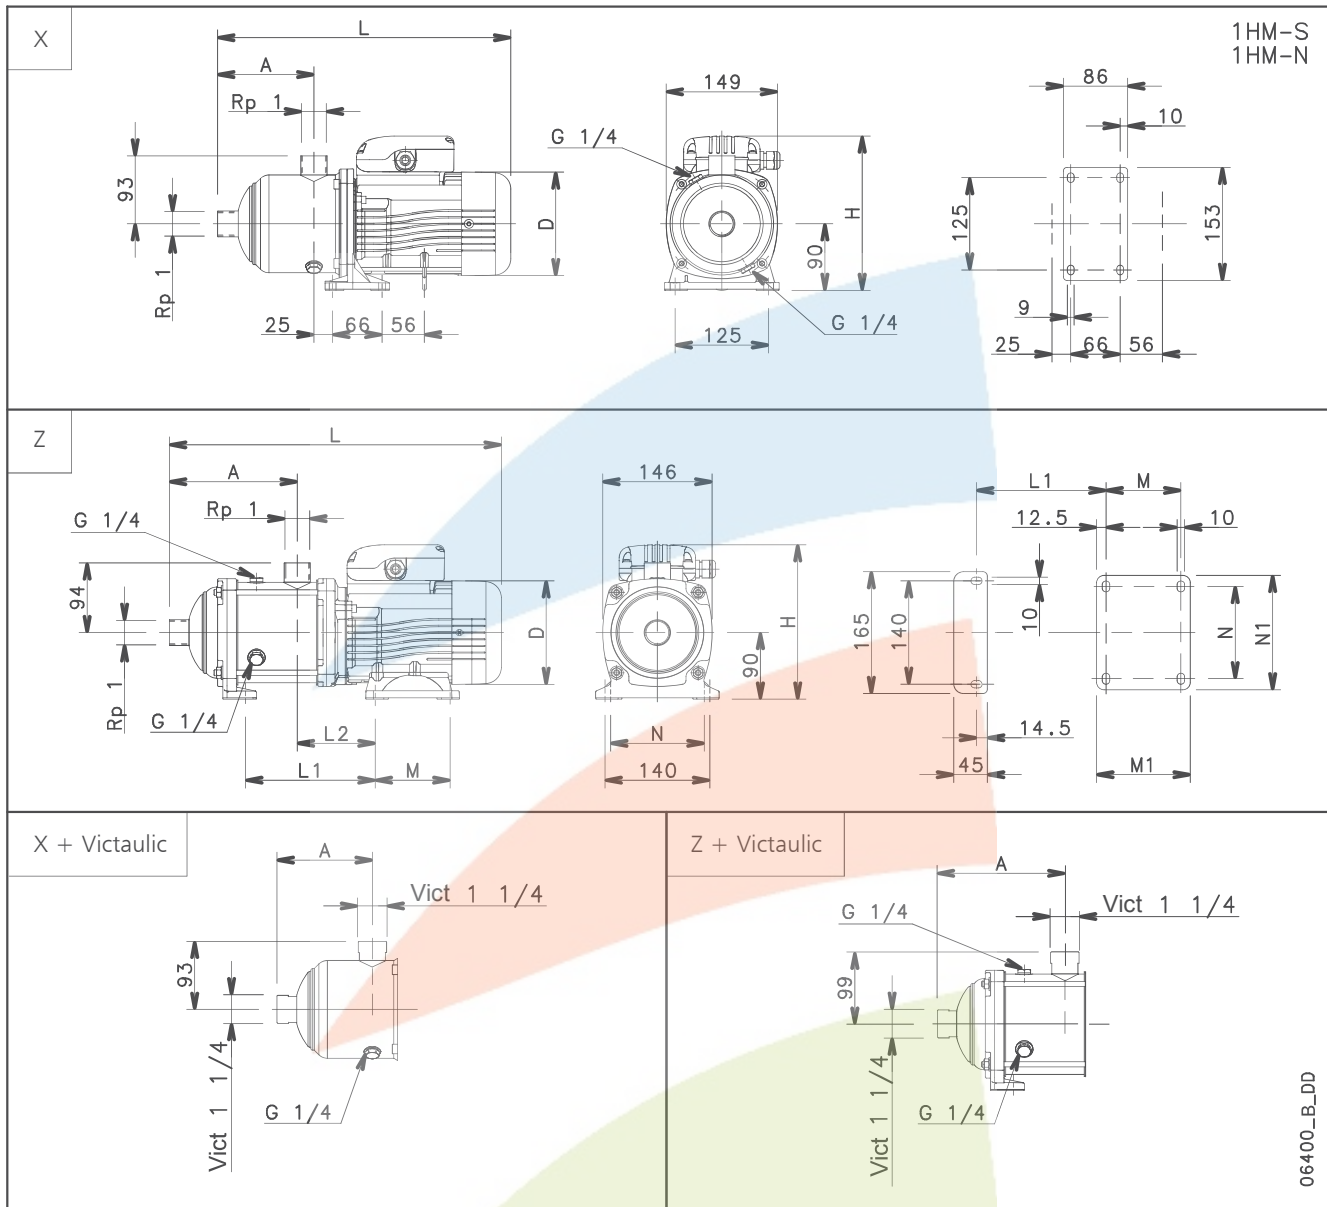 X
1HM-S
1HM-N
L
A
Rp 1
93
Rp 1
D
25
66
56
149
G 1/4
H
90
125
G 1/4
86
10
125
153
9
25
66
56
Z
L
A
Rp 1
G 1/4
94
Rp 1
G 1/4
D
L2
L1
M
146
H
90
N
140
L1
M
12.5
10
165
140
10
N
N1
14.5
45
M1
X + Victaulic
A
Vict 1 1/4
93
Vict 1 1/4
G 1/4
Z + Victaulic
A
Vict 1 1/4
G 1/4
99
Vict 1 1/4
G 1/4
06400_B_DD